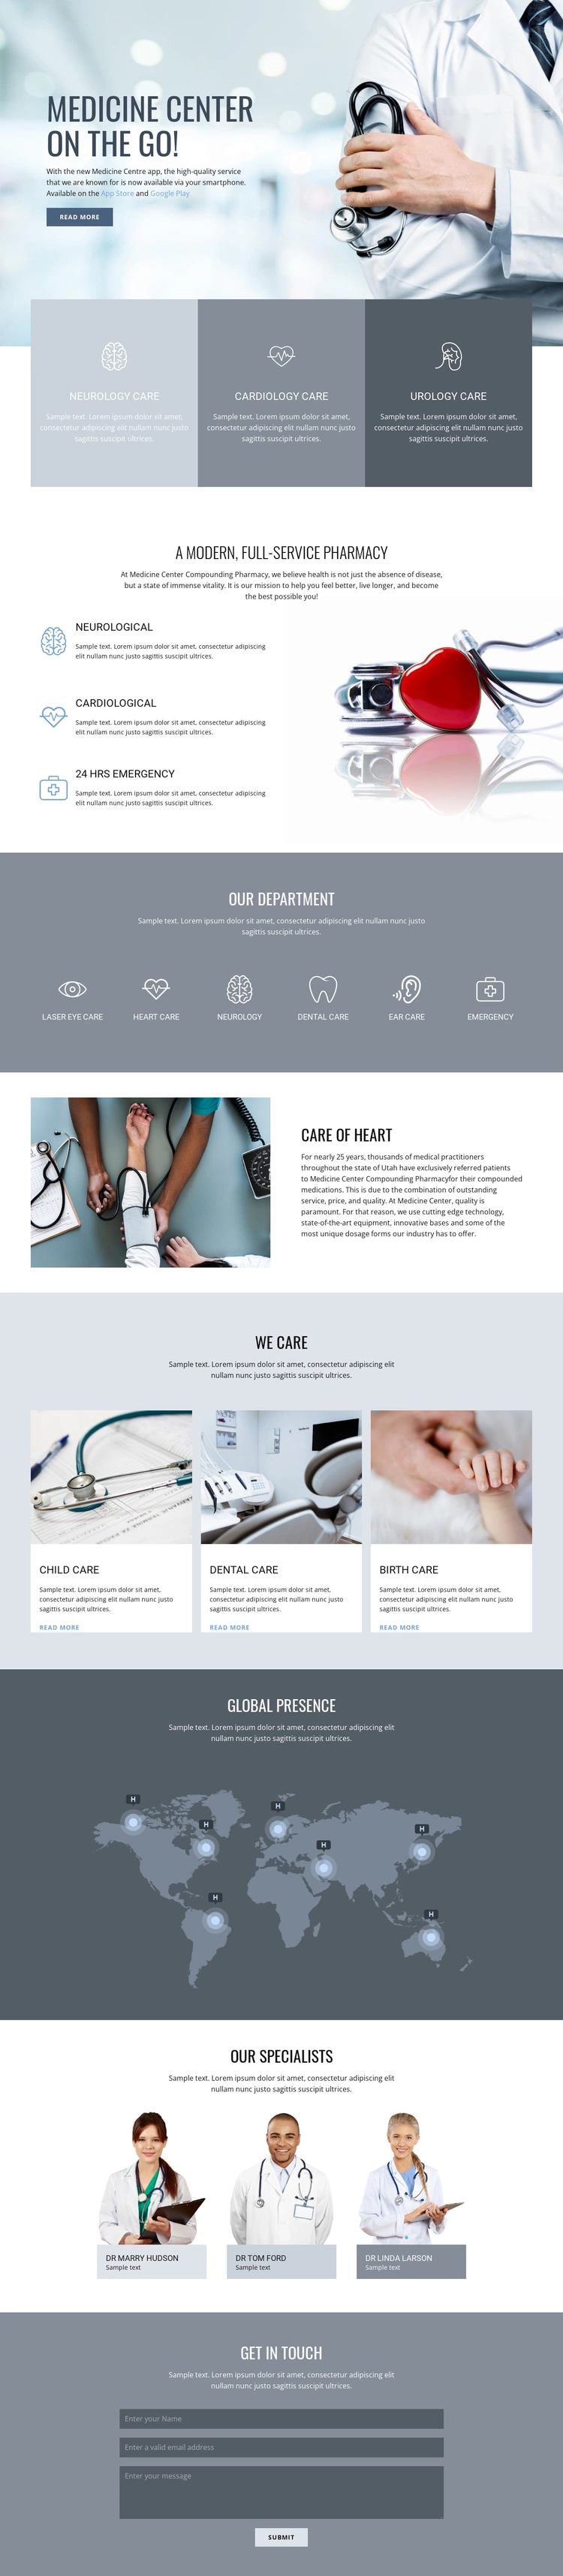 MEDICINE CENTER
ON THE GO!
With the new Medicine Centre app, the high-quality service
that we are known for is now available via your smartphone.
Available on the App Store and Google Play
READ MORE
NEUROLOGY CARE
Sample text. Lorem ipsum dolor sit amet,
consectetur adipiscing elit nullam nunc justo
sagittis suscipit ultrices.
CARDIOLOGY CARE
Sample text. Lorem ipsum dolor sit amet,
consectetur adipiscing elit nullam nunc justo
sagittis suscipit ultrices.
UROLOGY CARE
Sample text. Lorem ipsum dolor sit amet,
consectetur adipiscing elit nullam nunc justo
sagittis suscipit ultrices.
A MODERN, FULL-SERVICE PHARMACY
At Medicine Center Compounding Pharmacy, we believe health is not just the absence of disease,
but a state of immense vitality. It is our mission to help you feel better, live longer, and become
the best possible you!
NEUROLOGICAL
Sample text. Lorem ipsum dolor sit amet, consectetur adipiscing
elit nullam nunc justo sagittis suscipit ultrices.
CARDIOLOGICAL
Sample text. Lorem ipsum dolor sit amet, consectetur adipiscing
elit nullam nunc justo sagittis suscipit ultrices.
24 HRS EMERGENCY
Sample text. Lorem ipsum dolor sit amet, consectetur adipiscing
elit nullam nunc justo sagittis suscipit ultrices.
OUR DEPARTMENT
Sample text. Lorem ipsum dolor sit amet, consectetur adipiscing elit nullam nunc justo
sagittis suscipit ultrices.
LASER EYE CARE
HEART CARE
NEUROLOGY
DENTAL CARE
EAR CARE
EMERGENCY
CARE OF HEART
For nearly 25 years, thousands of medical practitioners
throughout the state of Utah have exclusively referred patients
to Medicine Center Compounding Pharmacyfor their compounded
medications. This is due to the combination of outstanding
service, price, and quality. At Medicine Center, quality is
paramount. For that reason, we use cutting edge technology,
state-of-the-art equipment, innovative bases and some of the
most unique dosage forms our industry has to offer.
WE CARE
Sample text. Lorem ipsum dolor sit amet, consectetur adipiscing elit
nullam nunc justo sagittis suscipit ultrices.
CHILD CARE
Sample text. Lorem ipsum dolor sit amet,
consectetur adipiscing elit nullam nunc justo
sagittis suscipit ultrices.
READ MORE
DENTAL CARE
Sample text. Lorem ipsum dolor sit amet,
consectetur adipiscing elit nullam nunc justo
sagittis suscipit ultrices.
READ MORE
BIRTH CARE
Sample text. Lorem ipsum dolor sit amet,
consectetur adipiscing elit nullam nunc justo
sagittis suscipit ultrices.
READ MORE
GLOBAL PRESENCE
Sample text. Lorem ipsum dolor sit amet, consectetur adipiscing elit
nullam nunc justo sagittis suscipit ultrices.
H
H
H
H
H
H
H
OUR SPECIALISTS
Sample text. Lorem ipsum dolor sit amet, consectetur adipiscing elit
nullam nunc justo sagittis suscipit ultrices.
DR MARRY HUDSON
Sample text
DR TOM FORD
Sample text
DR LINDA LARSON
Sample text
GET IN TOUCH
Sample text. Lorem ipsum dolor sit amet, consectetur adipiscing elit
nullam nunc justo sagittis suscipit ultrices.
Enter your Name
Enter a valid email address
Enter your message
SUBMIT